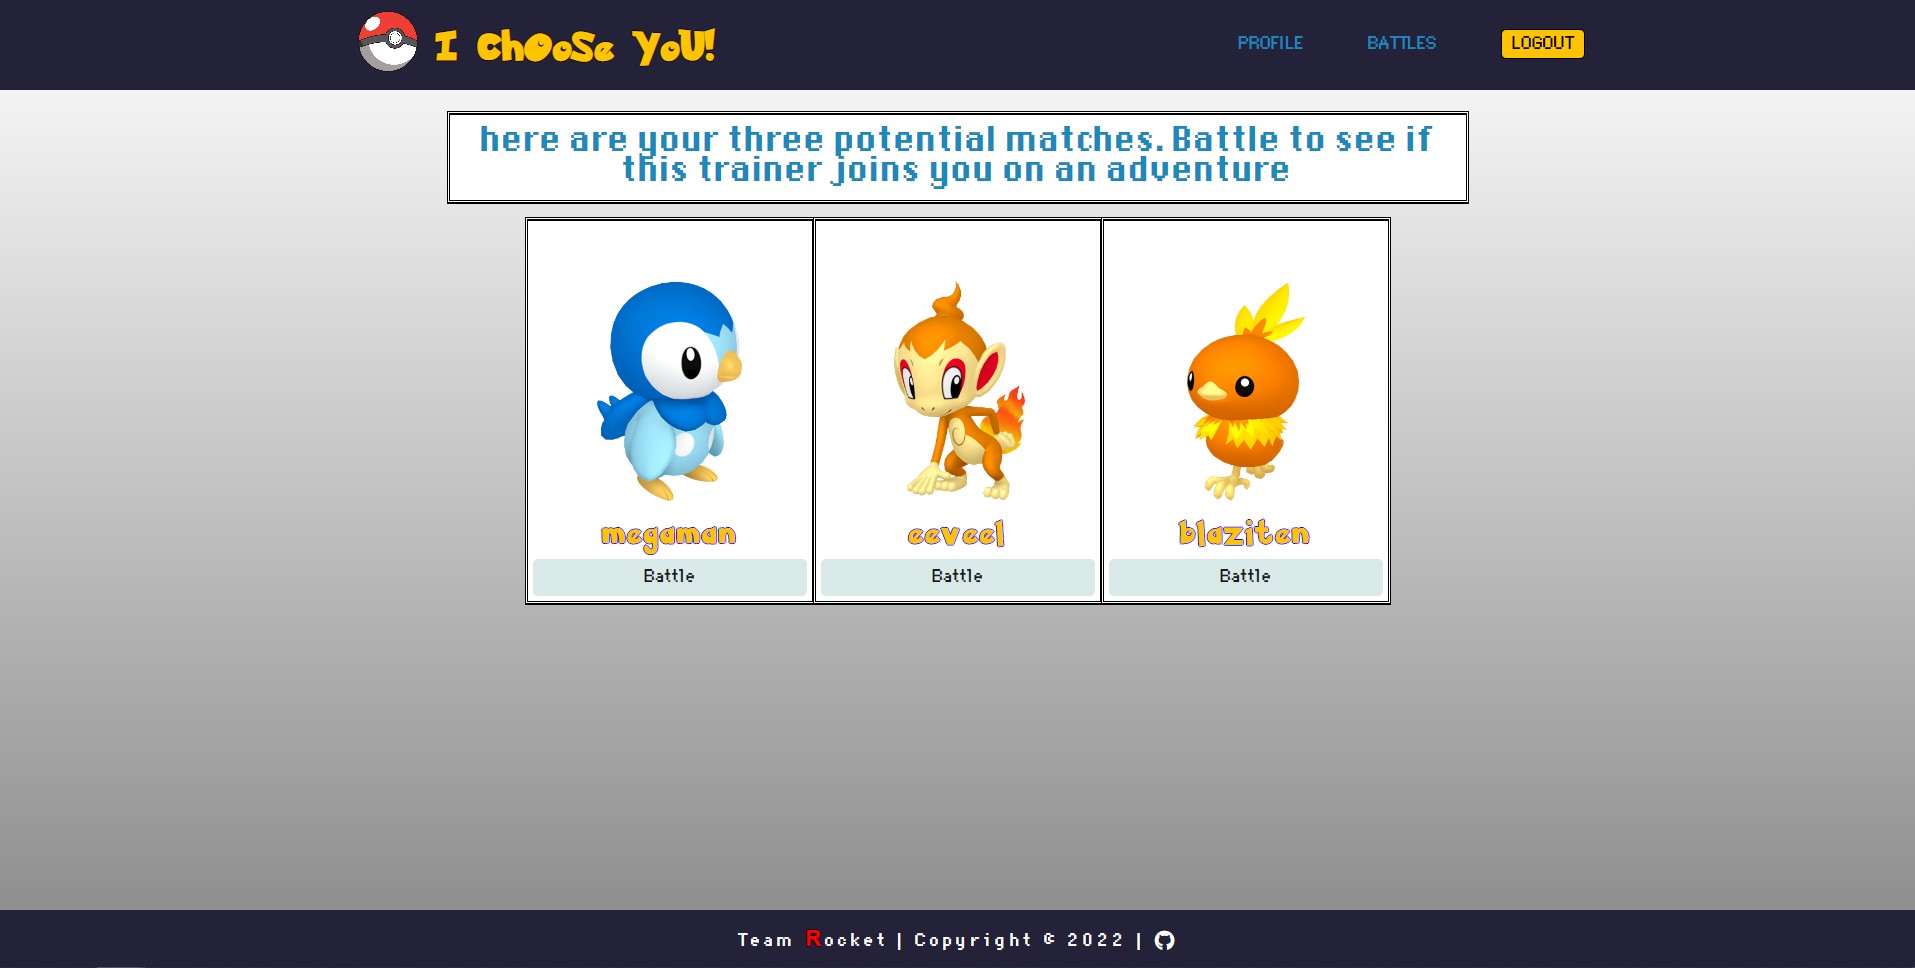 I ChOoSe YoU!
PROFILE
BATTLES
LOGOUT
here are your three potential matches. Battle to see if
this trainer joins you on an adventure
megaman
eeveel
blaziten
Battle
Battle
Battle
Team Rocket | Copyright © 2022 |